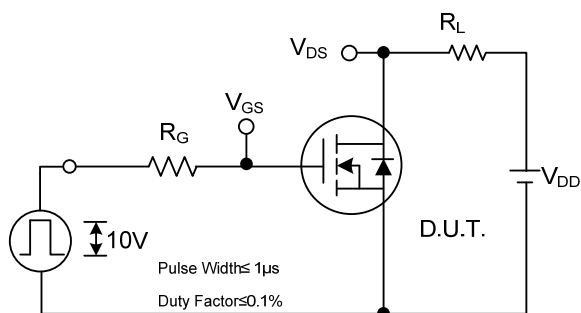 R_L
V_DS
V_GS
R_G
V_DD
10V
D.U.T.
Pulse Width≤ 1μs
Duty Factor≤0.1%